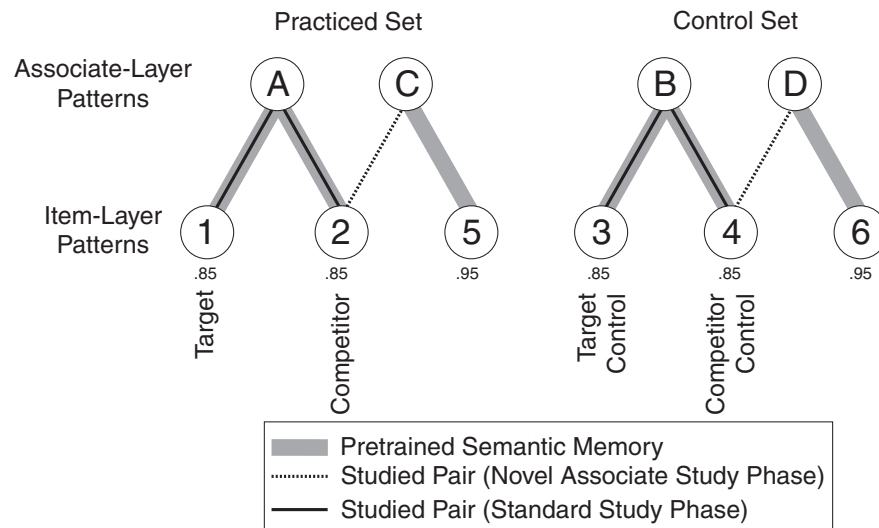 Practiced Set
Control Set
Associate-Layer
Patterns
A
C
B
D
Item-Layer
Patterns
1
2
5
3
4
6
.85
.85
.95
.85
.85
.95
Target
Competitor
Target
Control
Competitor
Control
Pretrained Semantic Memory
Studied Pair (Novel Associate Study Phase)
Studied Pair (Standard Study Phase)